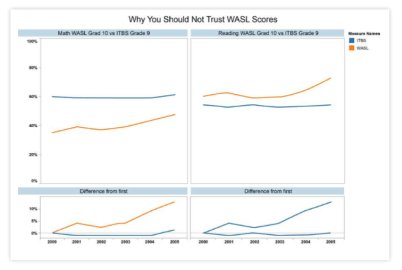 Why You Should Not Trust WASL Scores
Math WASL Grad 10 vs ITBS Grade 9
Reading WASL Grad 10 vs ITBS Grade 9
Measure Names
ITBS
WASL
100%
80%
60%
40%
20%
0%
Difference from first
Difference from first
10%
5%
0%
2000 2001 2002 2003 2004 2005
2000 2001 2002 2003 2004 2005